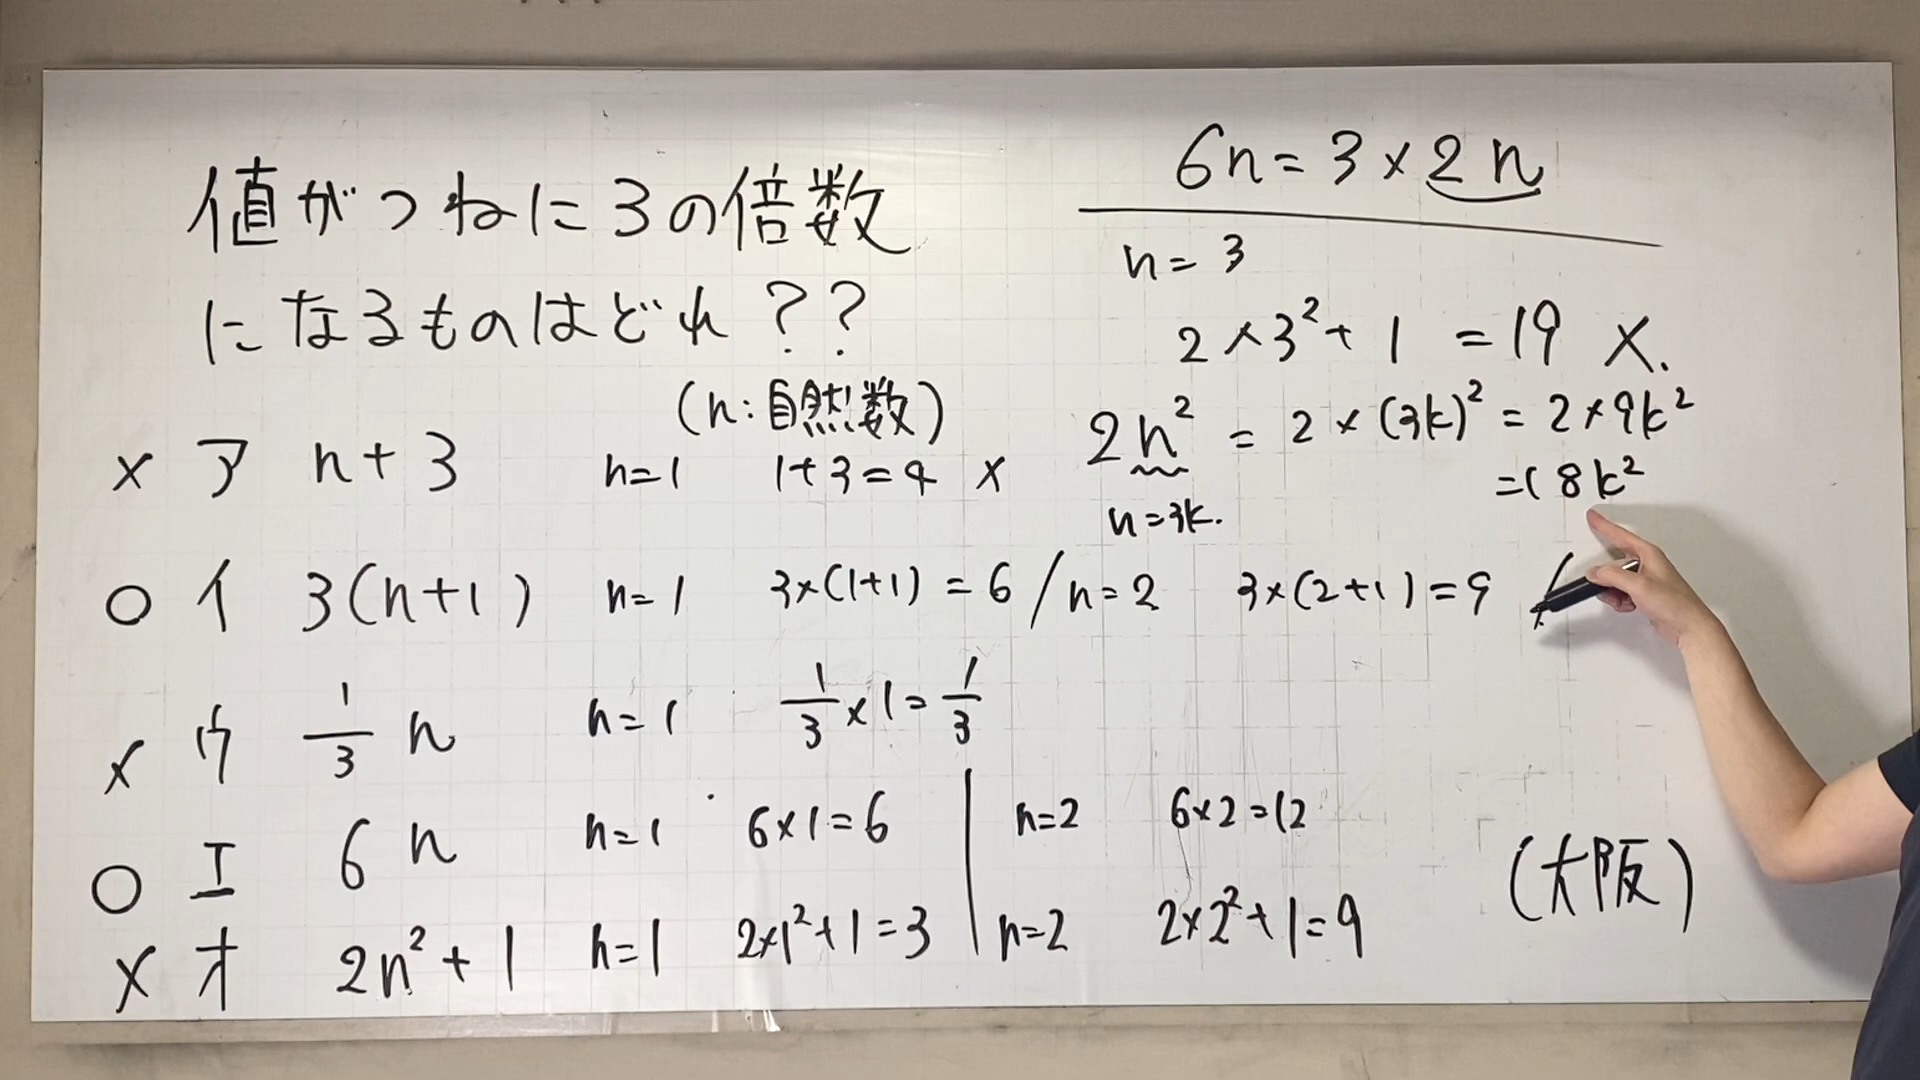 値がつねに3の倍数
になるものはどれ??
(n:自然数)
× ア n+3 n=1 1+3=4 ×
○ イ 3(n+1) n=1 3×(1+1)=6 / n=2 3×(2+1)=9
× ウ 1/3 n n=1 1/3×1=1/3
○ エ 6n n=1 6×1=6 n=2 6×2=12
× オ 2n²+1 n=1 2×1²+1=3 n=2 2×2²+1=9
6n=3×2n
n=3
2×3²+1=19 ×.
2n²=2×(3k)²=2×9k²
=18k²
n=3k.
(大阪)